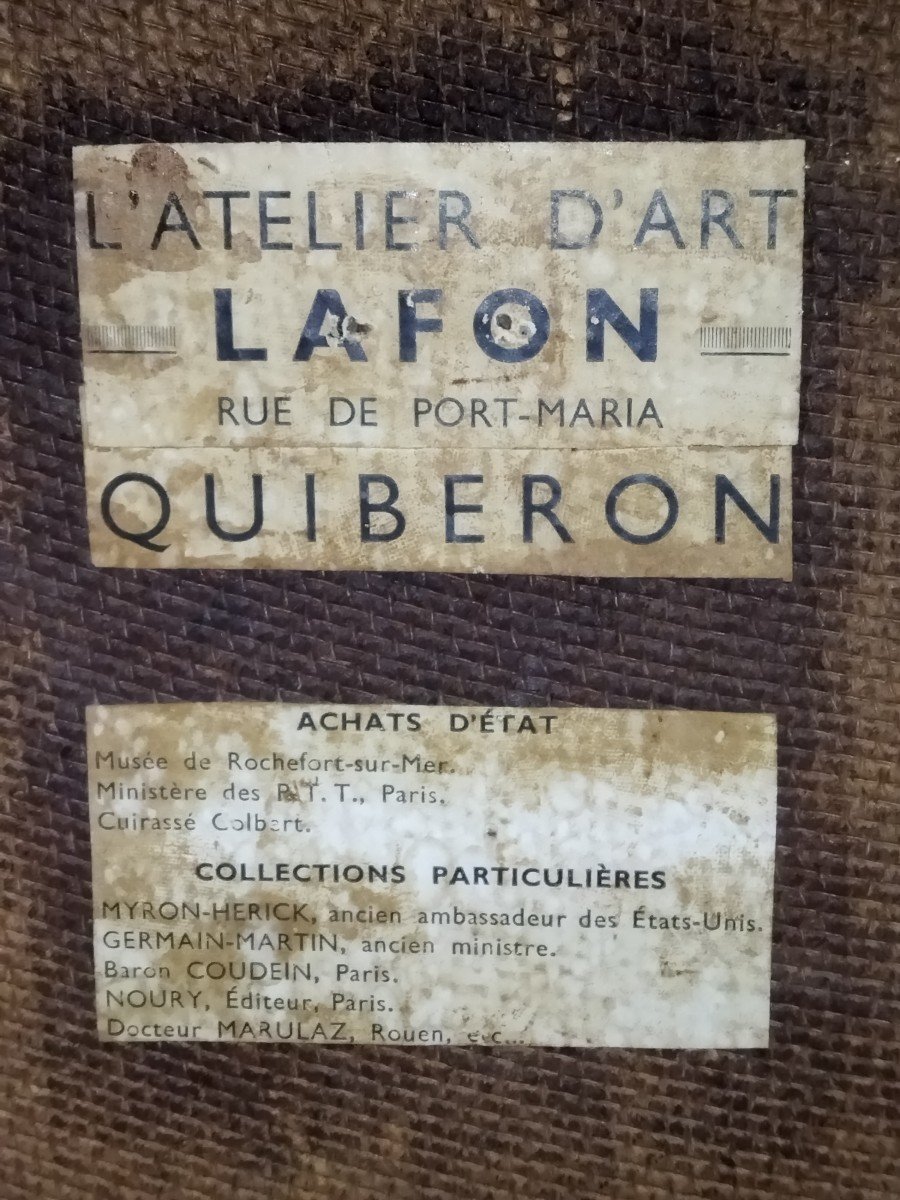 L'ATELIER D'ART
LAFON
RUE DE PORT-MARIA
QUIBERON
ACHATS D'ÉTAT
Musée de Rochefort-sur-Mer.
Ministère des P.T.T., Paris.
Cuirassé Colbert.
COLLECTIONS PARTICULIÈRES
MYRON-HERICK, ancien ambassadeur des États-Unis.
GERMAIN-MARTIN, ancien ministre.
Baron COUDEIN, Paris.
NOURY, Éditeur, Paris.
Docteur MARULAZ, Rouen, etc...